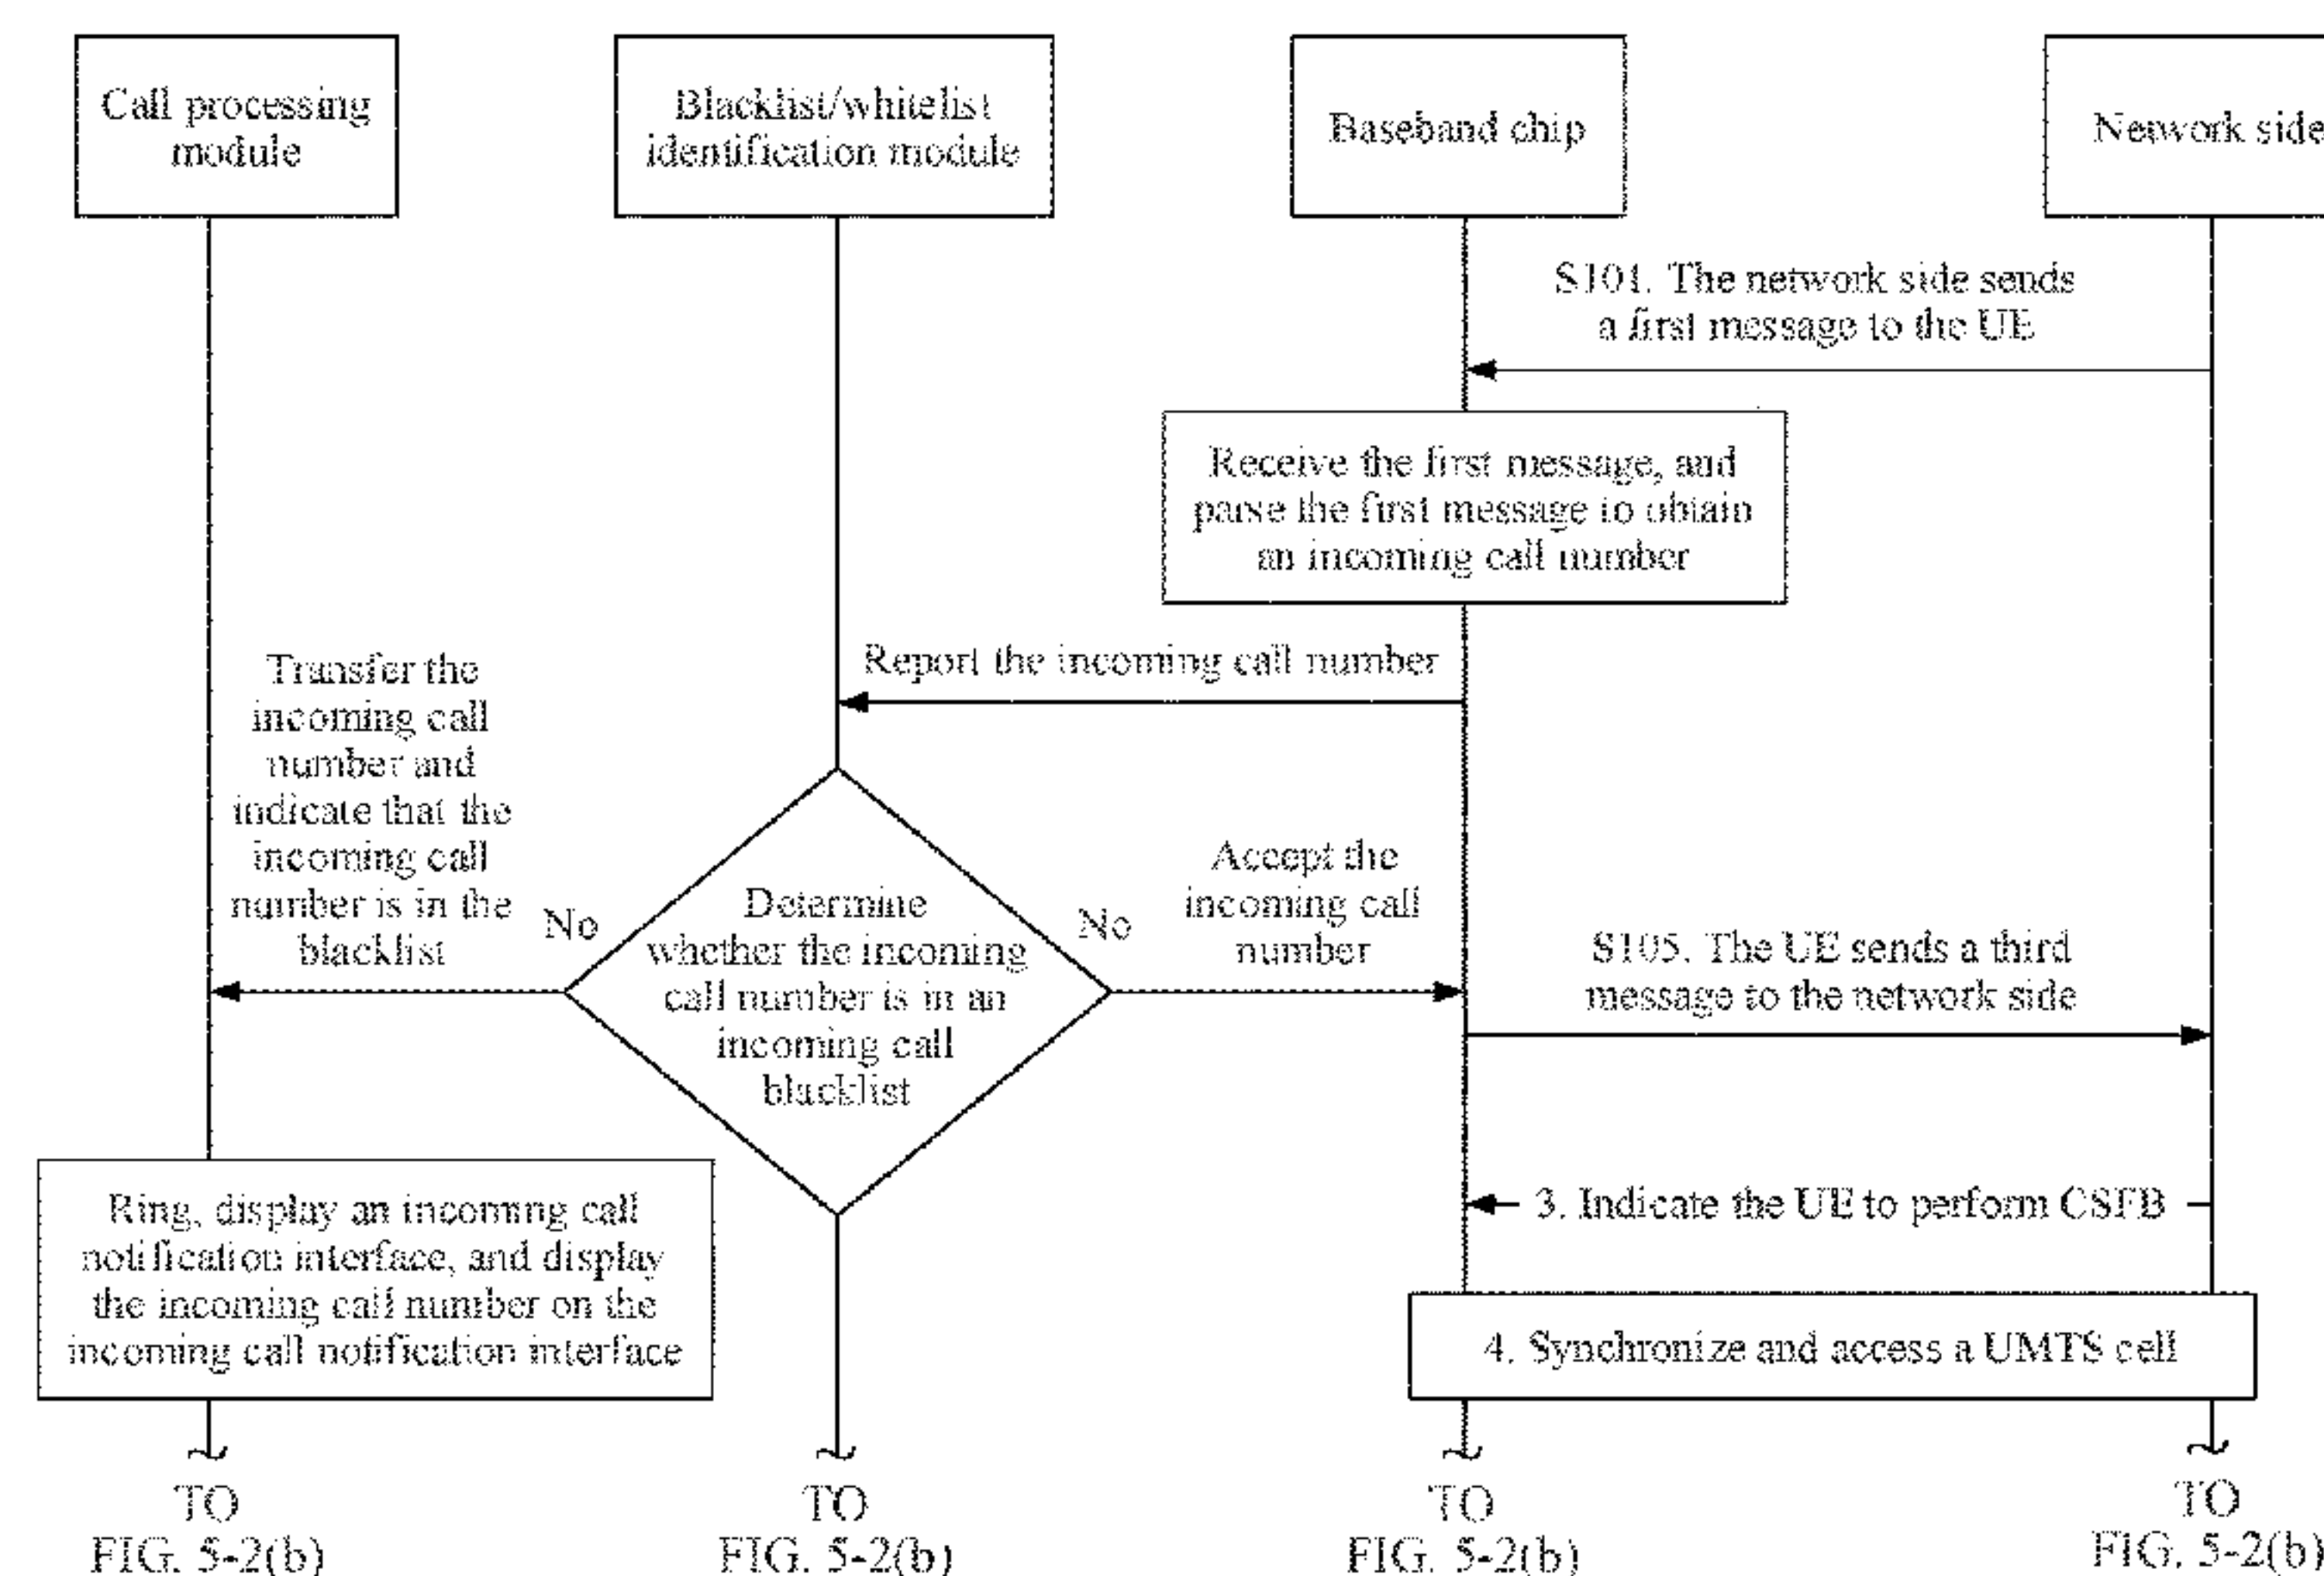 Call processing
module
Blacklist/whitelist
identification module
Baseband chip
Network side
S101. The network side sends
a first message to the UE
Receive the first message, and
parse the first message to obtain
an incoming call number
Report the incoming call number
Transfer the
incoming call
number and
indicate that the
incoming call
number is in the
blacklist
No
Determine
whether the incoming
call number is in an
incoming call
blacklist
No
Accept the
incoming call
number
S105. The UE sends a third
message to the network side
3. Indicate the UE to perform CSFB
Ring, display an incoming call
notification interface, and display
the incoming call number on the
incoming call notification interface
4. Synchronize and access a UMTS cell
TO
FIG. 5-2(b)
TO
FIG. 5-2(b)
TO
FIG. 5-2(b)
TO
FIG. 5-2(b)